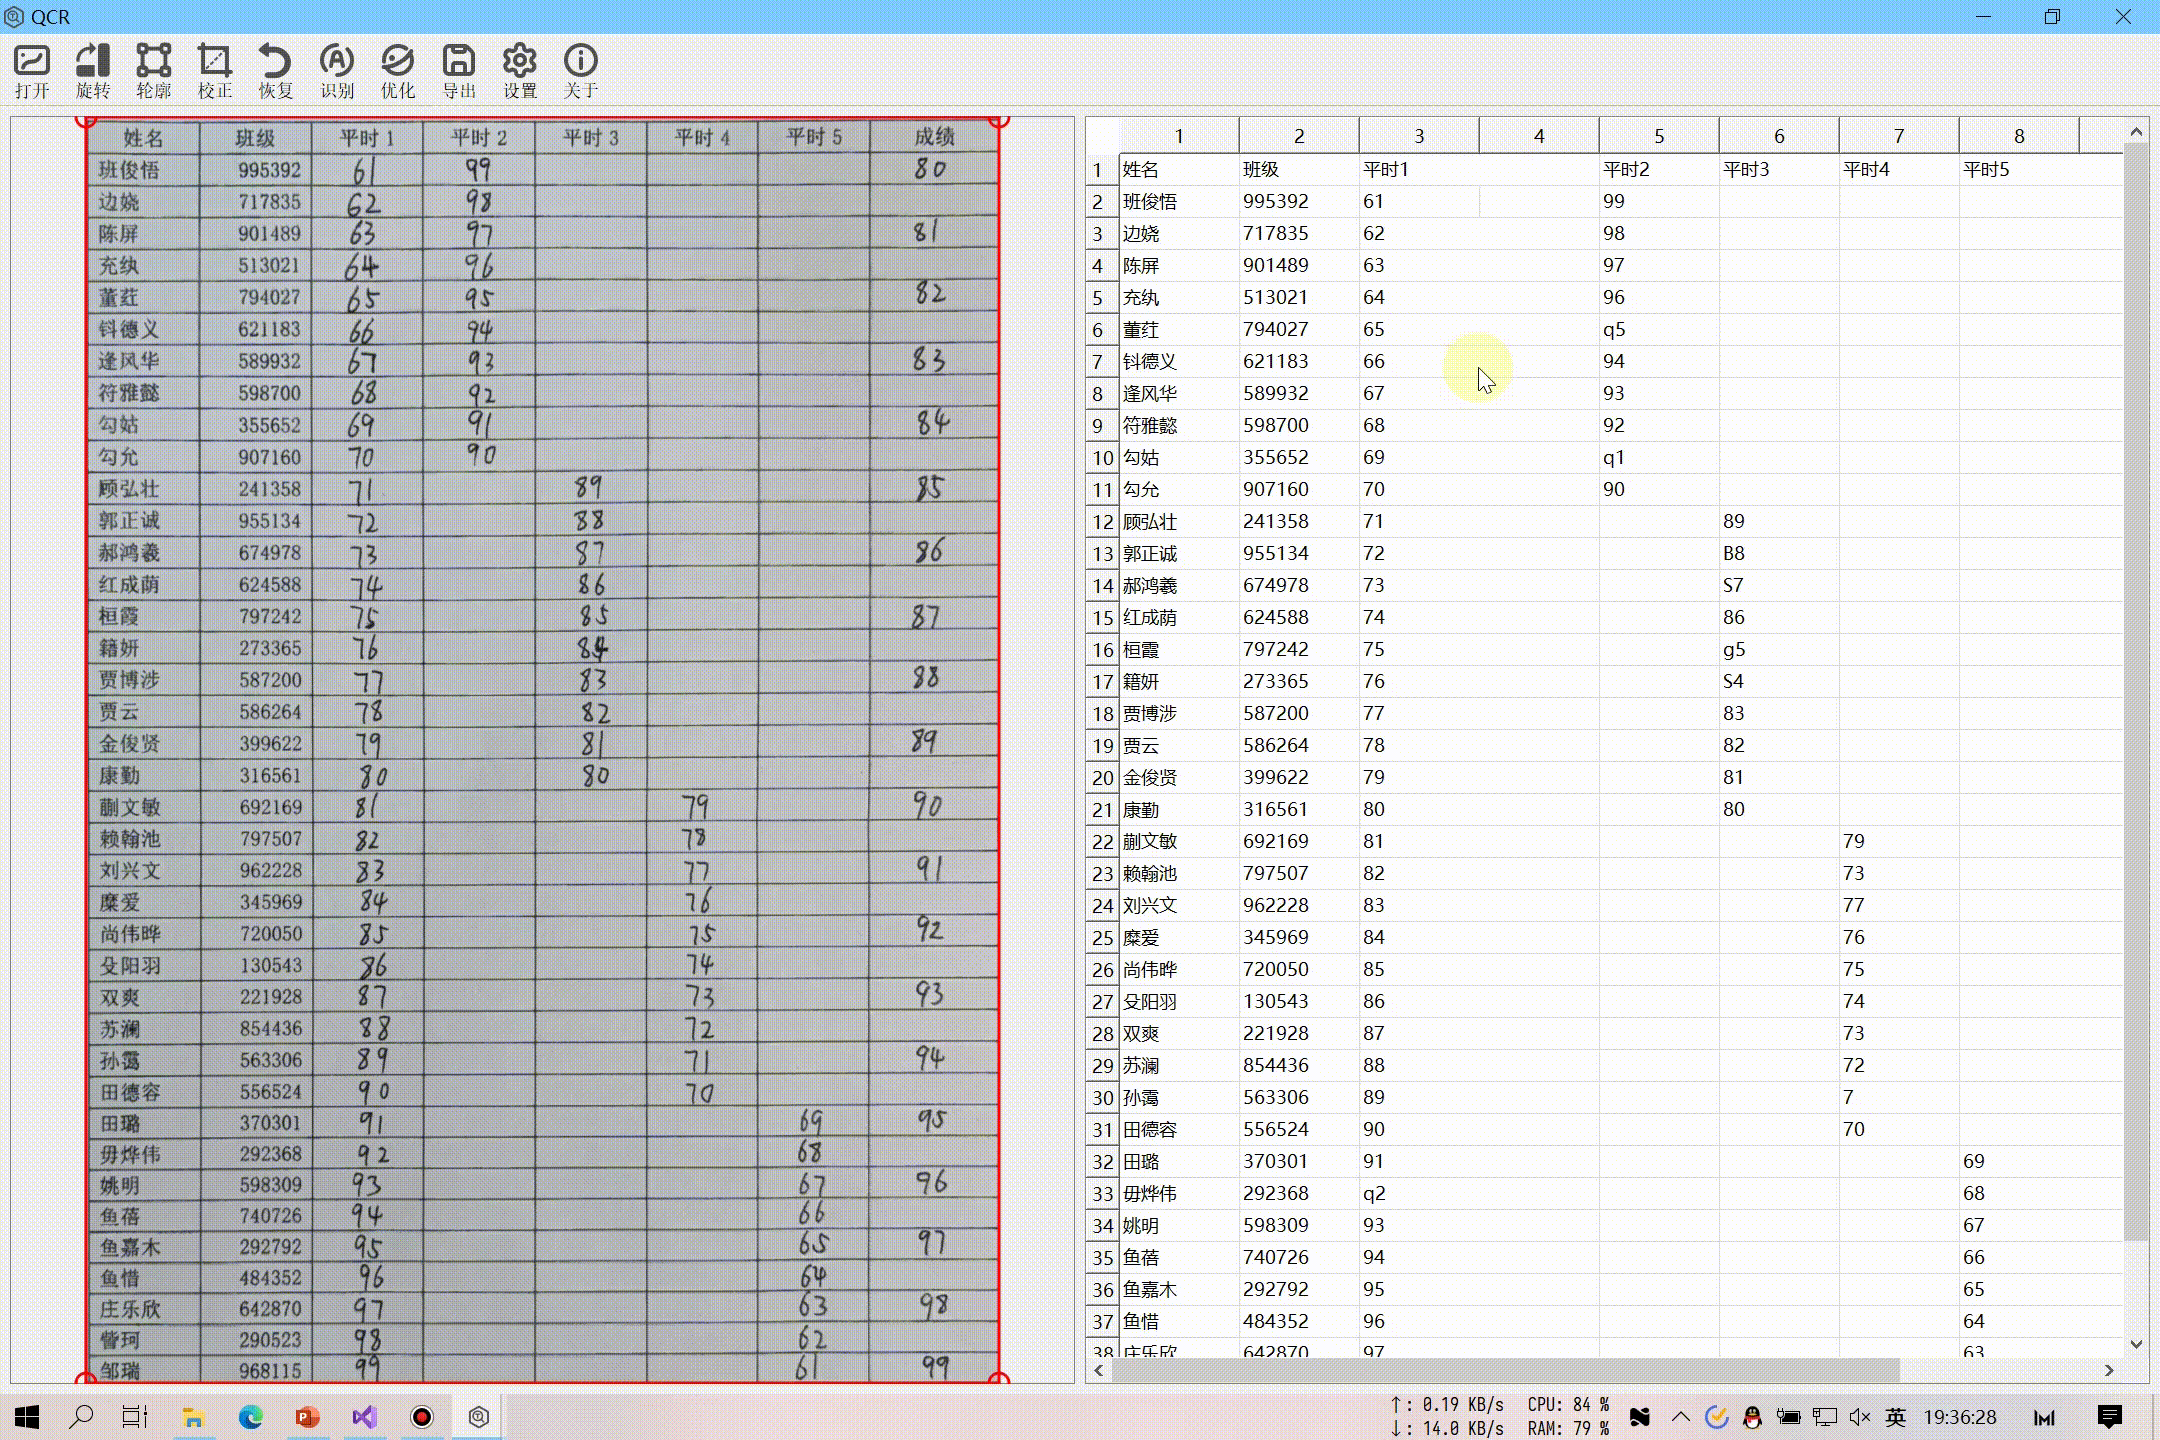 QCR
打开 旋转 轮廓 校正 恢复 识别 优化 导出 设置 关于
姓名 班级 平时1 平时2 平时3 平时4 平时5 成绩
班俊悟 995392 61 99 80
边娆 717835 62 98
陈屏 901489 63 97 81
充纨 513021 64 96
董荭 794027 65 95 82
钭德义 621183 66 94
逄风华 589932 67 93 83
符雅懿 598700 68 92
勾姑 355652 69 91 84
勾允 907160 70 90
顾弘壮 241358 71 89 85
郭正诚 955134 72 88
郝鸿羲 674978 73 87 86
红成荫 624588 74 86
桓霞 797242 75 85 87
籍妍 273365 76 84
贾博涉 587200 77 83 88
贾云 586264 78 82
金俊贤 399622 79 81 89
康勤 316561 80 80
蒯文敏 692169 81 79 90
赖翰池 797507 82 78
刘兴文 962228 83 77 91
糜爱 345969 84 76
尚伟晔 720050 85 75 92
殳阳羽 130543 86 74
双爽 221928 87 73 93
苏澜 854436 88 72
孙霭 563306 89 71 94
田德容 556524 90 70
田璐 370301 91 69 95
毋烨伟 292368 92 68
姚明 598309 93 67 96
鱼蓓 740726 94 66
鱼嘉木 292792 95 65 97
鱼惜 484352 96 64
庄乐欣 642870 97 63 98
訾珂 290523 98 62
邹瑞 968115 99 61 99
1 2 3 4 5 6 7 8
1 姓名 班级 平时1 平时2 平时3 平时4 平时5
2 班俊悟 995392 61 99
3 边娆 717835 62 98
4 陈屏 901489 63 97
5 充纨 513021 64 96
6 董荭 794027 65 q5
7 钭德义 621183 66 94
8 逄风华 589932 67 93
9 符雅懿 598700 68 92
10 勾姑 355652 69 q1
11 勾允 907160 70 90
12 顾弘壮 241358 71 89
13 郭正诚 955134 72 B8
14 郝鸿羲 674978 73 S7
15 红成荫 624588 74 86
16 桓霞 797242 75 g5
17 籍妍 273365 76 S4
18 贾博涉 587200 77 83
19 贾云 586264 78 82
20 金俊贤 399622 79 81
21 康勤 316561 80 80
22 蒯文敏 692169 81 79
23 赖翰池 797507 82 73
24 刘兴文 962228 83 77
25 糜爱 345969 84 76
26 尚伟晔 720050 85 75
27 殳阳羽 130543 86 74
28 双爽 221928 87 73
29 苏澜 854436 88 72
30 孙霭 563306 89 7
31 田德容 556524 90 70
32 田璐 370301 91 69
33 毋烨伟 292368 q2 68
34 姚明 598309 93 67
35 鱼蓓 740726 94 66
36 鱼嘉木 292792 95 65
37 鱼惜 484352 96 64
38 庄乐欣 642870 97 63
↑: 0.19 KB/s CPU: 84 %
↓: 14.0 KB/s RAM: 79 %
英 19:36:28